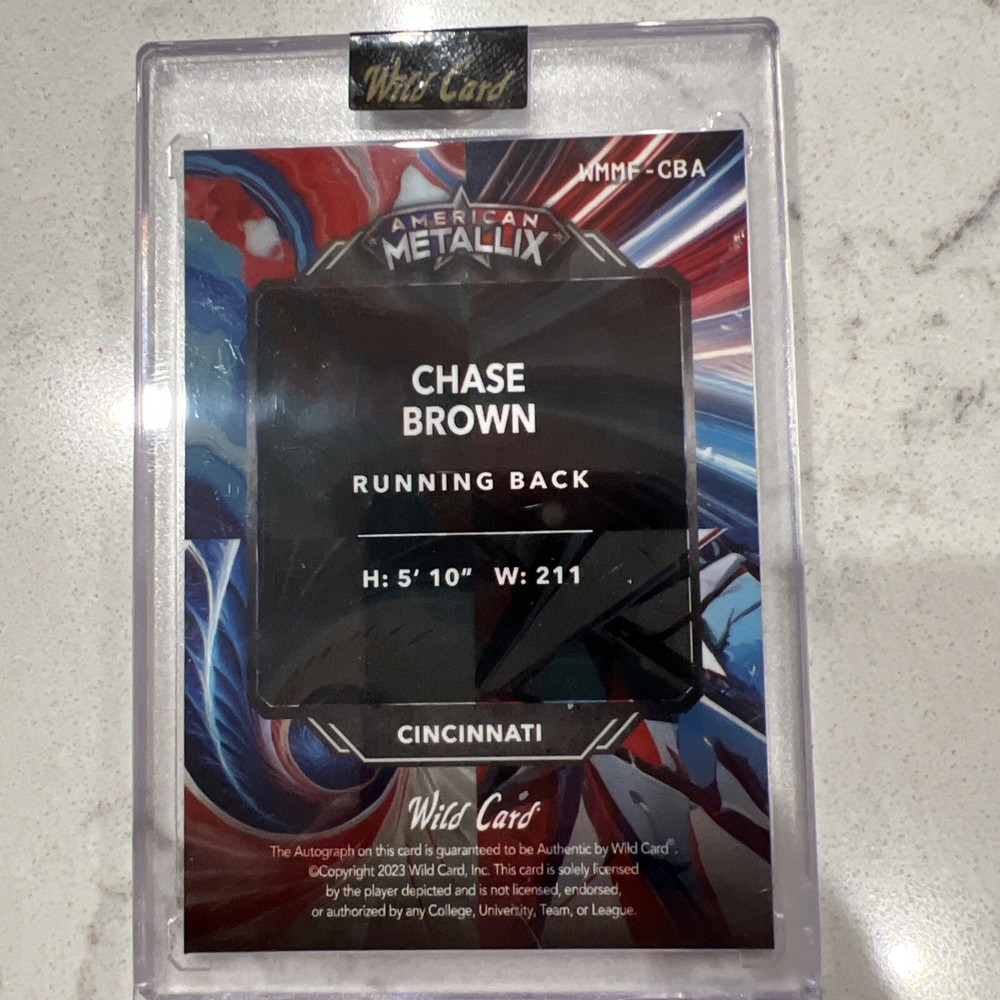 Wild Card
WMMF-CBA
AMERICAN
METALLIX
CHASE
BROWN
RUNNING BACK
H: 5' 10" W: 211
CINCINNATI
Wild Card
The Autograph on this card is guaranteed to be Authentic by Wild Card®.
©Copyright 2023 Wild Card, Inc. This card is solely licensed
by the player depicted and is not licensed, endorsed,
or authorized by any College, University, Team, or League.